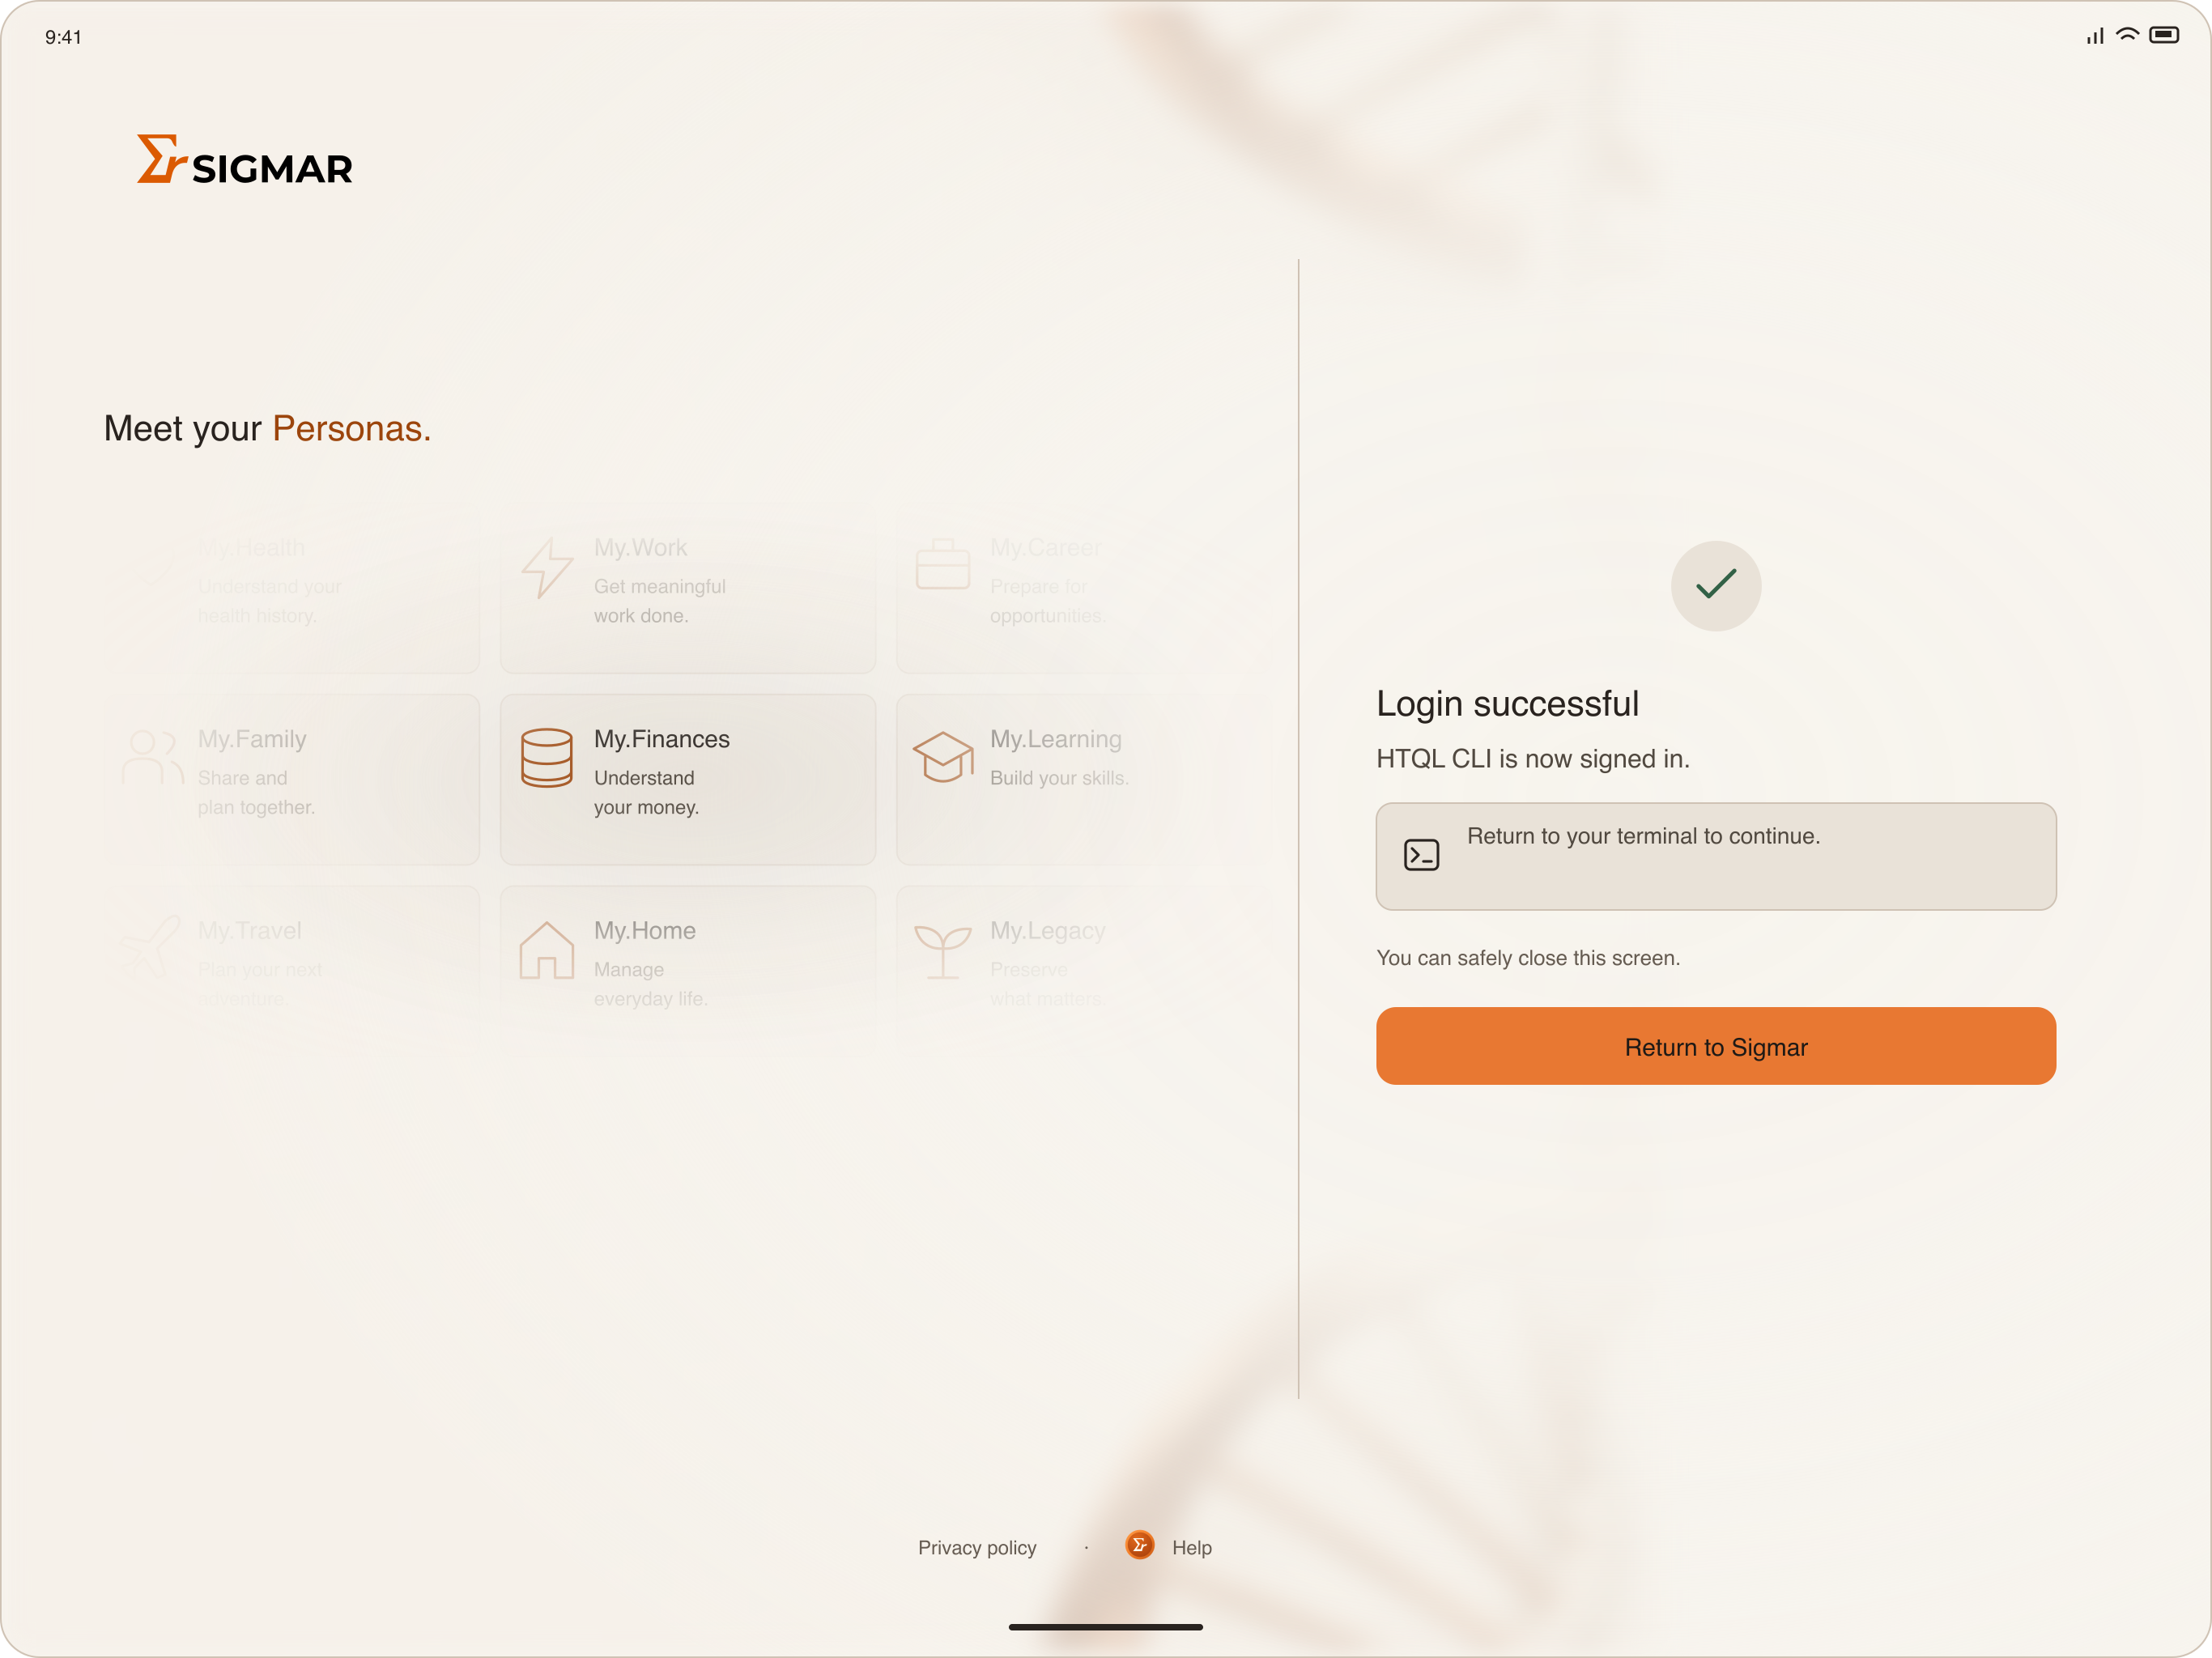 9:41
SIGMAR
Meet your Personas.
My.Health
Understand your
health history.
My.Work
Get meaningful
work done.
My.Career
Prepare for
opportunities.
My.Family
Share and
plan together.
My.Finances
Understand
your money.
My.Learning
Build your skills.
My.Travel
Plan your next
adventure.
My.Home
Manage
everyday life.
My.Legacy
Preserve
what matters.
Login successful
HTQL CLI is now signed in.
Return to your terminal to continue.
You can safely close this screen.
Return to Sigmar
Privacy policy · Help